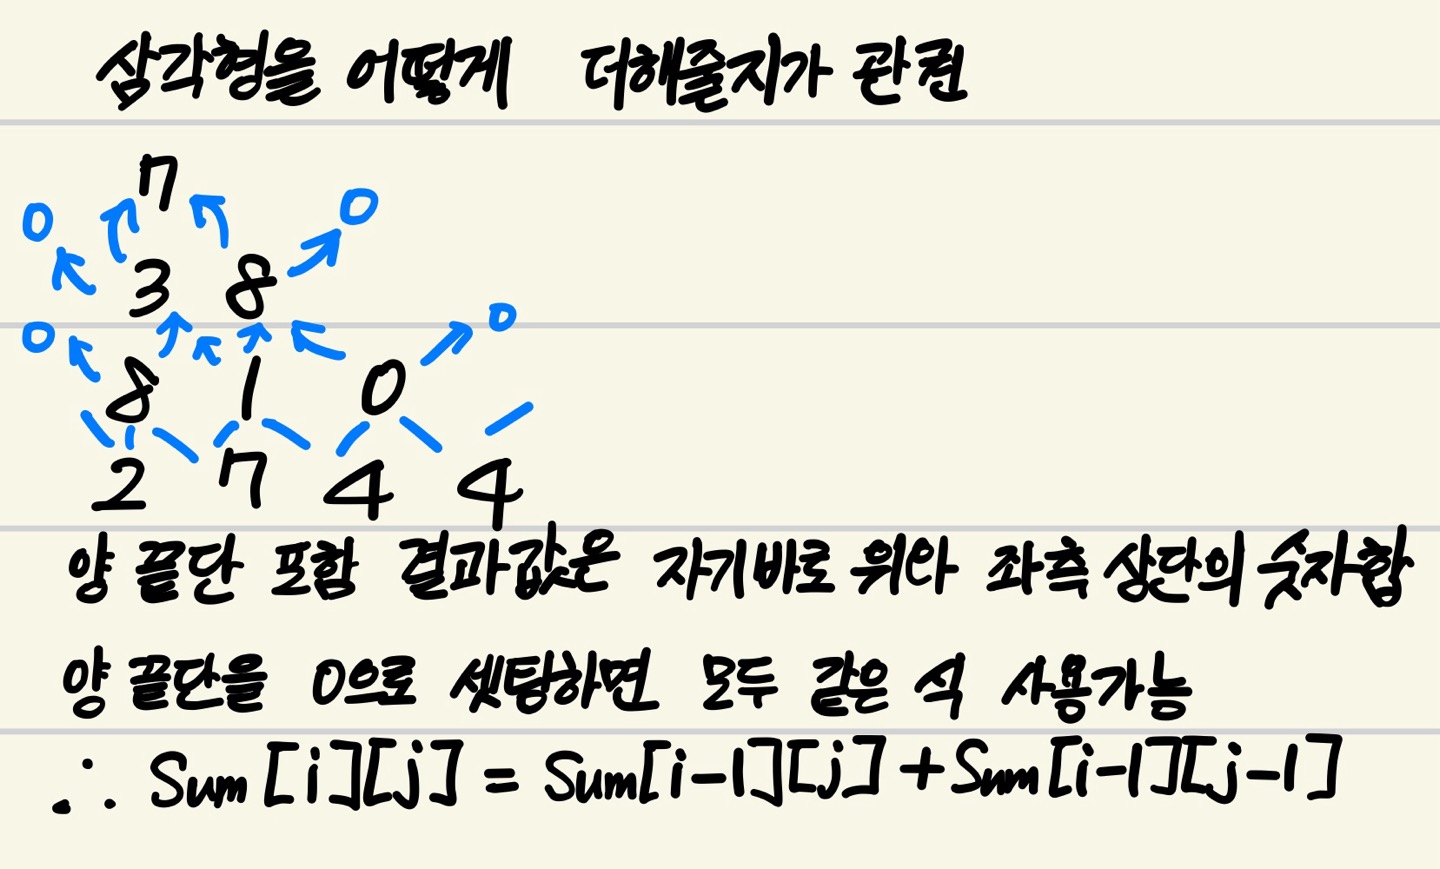 삼각형을 어떻게 더해줄지가 관권
7
0 0
3 8
0 0
8 1 0
2 7 4 4
양 끝단 포함 결과값은 자기바로 위와 좌측 상단의 숫자합
양 끝단을 0으로 셋팅하면 모두 같은 식 사용가능
∴ Sum[i][j] = Sum[i-1][j] + Sum[i-1][j-1]